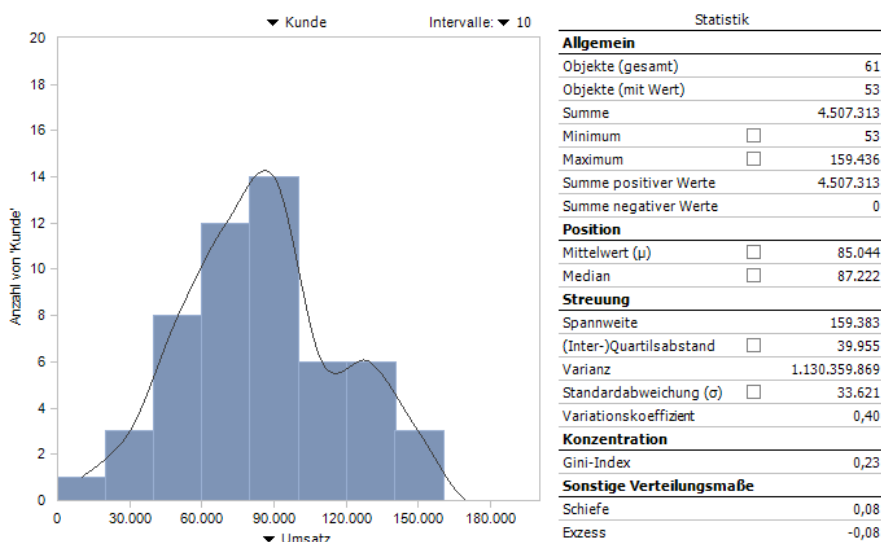 ▼ Kunde Intervalle: ▼ 10
20
18
16
14
12
10
8
6
4
2
0
Anzahl von 'Kunde'
0 30.000 60.000 90.000 120.000 150.000 180.000
▼ Umsatz
Statistik
Allgemein
Objekte (gesamt) 61
Objekte (mit Wert) 53
Summe 4.507.313
Minimum 53
Maximum 159.436
Summe positiver Werte 4.507.313
Summe negativer Werte 0
Position
Mittelwert (μ) 85.044
Median 87.222
Streuung
Spannweite 159.383
(Inter-)Quartilsabstand 39.955
Varianz 1.130.359.869
Standardabweichung (σ) 33.621
Variationskoeffizient 0,40
Konzentration
Gini-Index 0,23
Sonstige Verteilungsmaße
Schiefe 0,08
Exzess -0,08